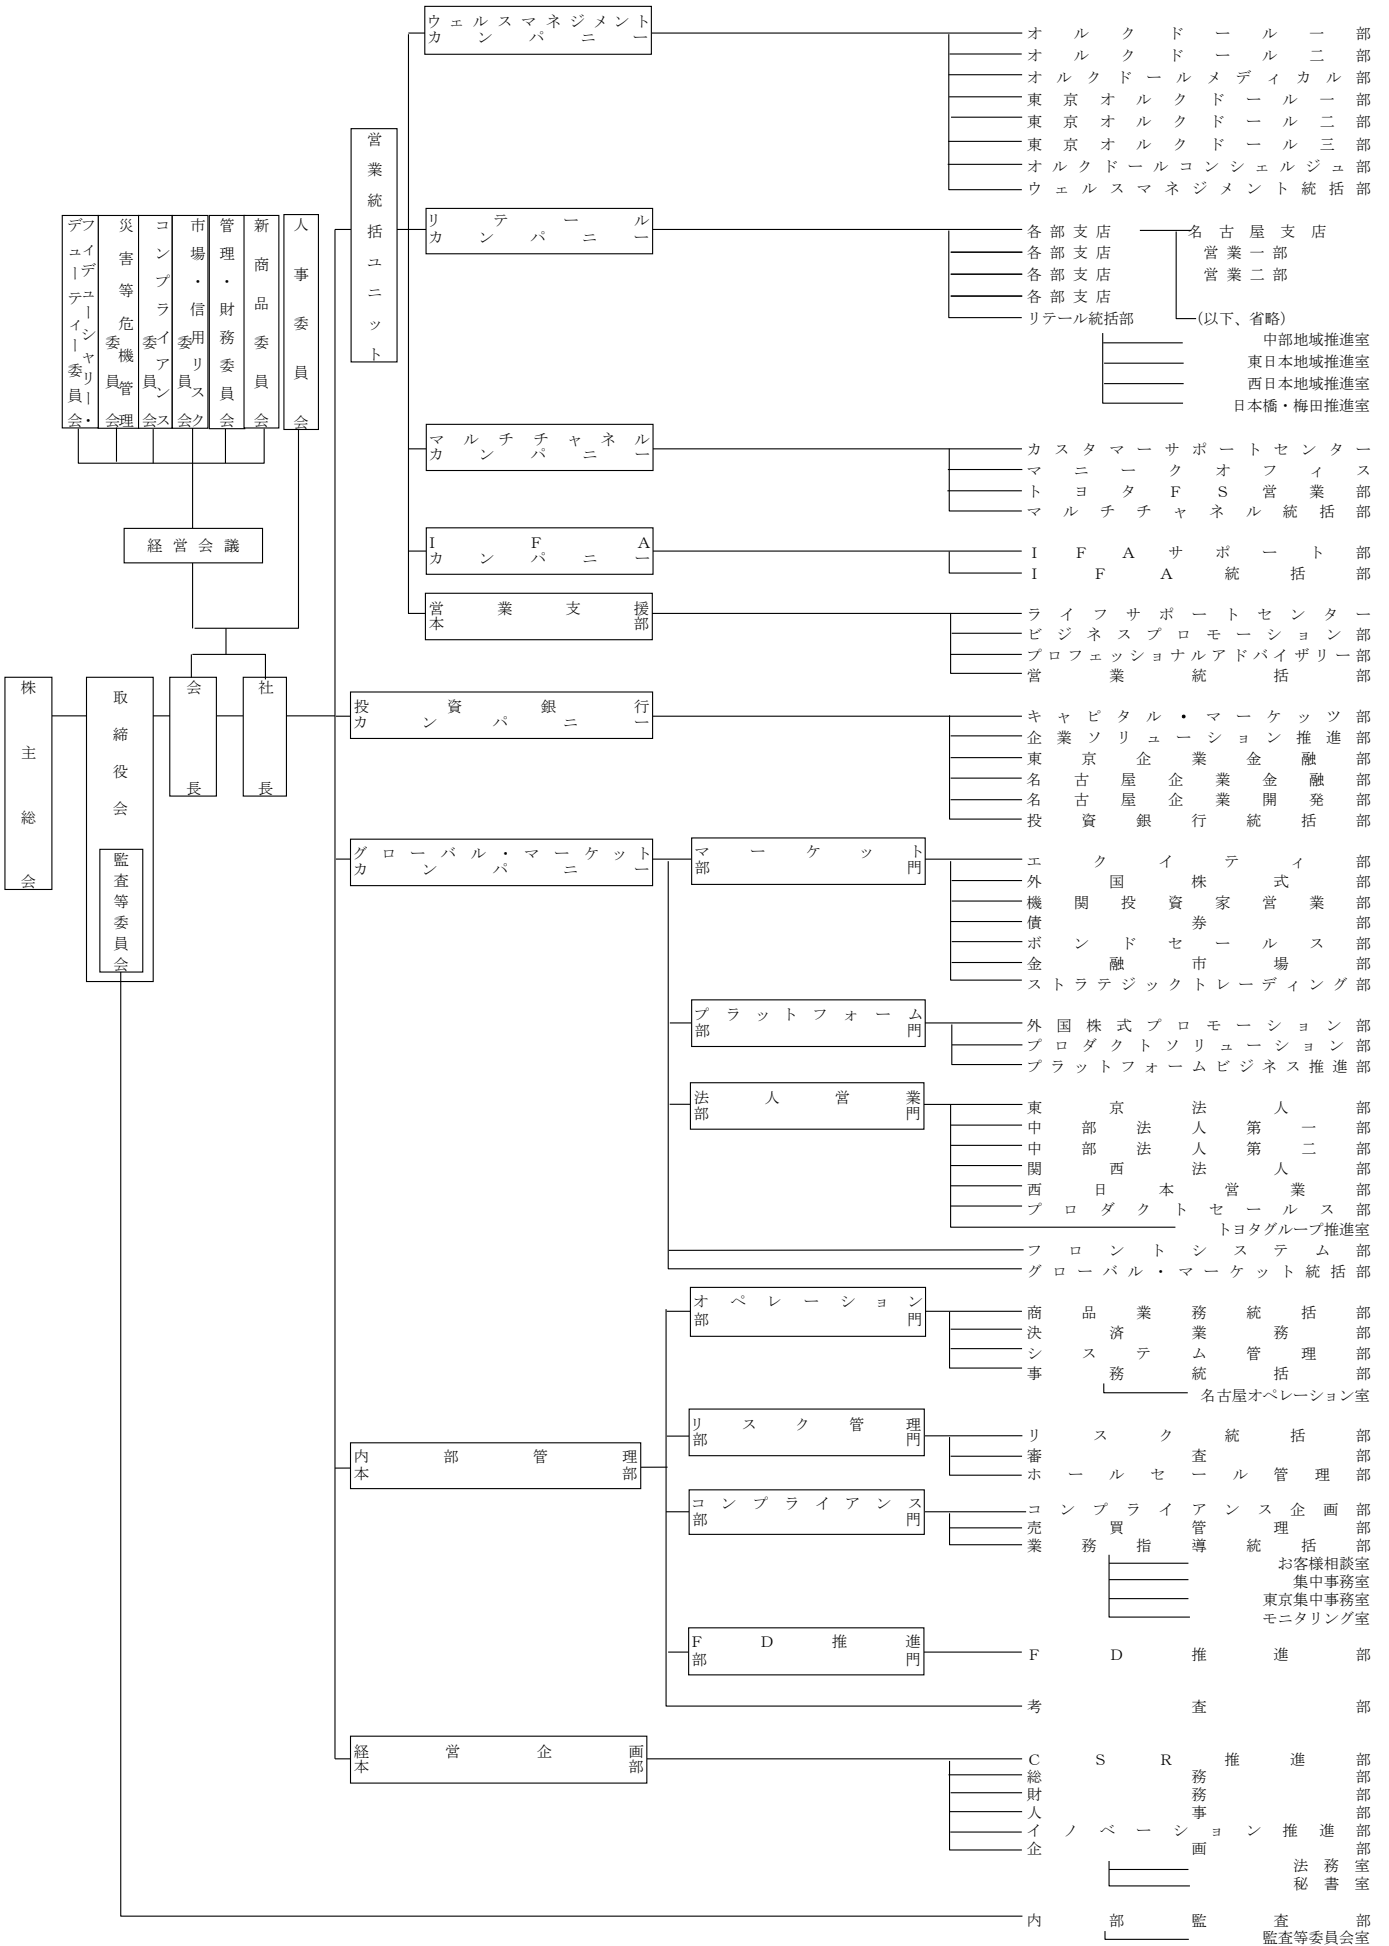 ウェルスマネジメント
カンパニー
オルクドール一部
オルクドール二部
オルクドールメディカル部
東京オルクドール一部
東京オルクドール二部
東京オルクドール三部
オルクドールコンシェルジュ部
ウェルスマネジメント統括部
営業統括ユニット
リテール
カンパニー
各部支店
名古屋支店
各部支店
営業一部
各部支店
営業二部
各部支店
リテール統括部
(以下、省略)
中部地域推進室
東日本地域推進室
西日本地域推進室
日本橋・梅田推進室
フィデューシャリー・
デューティー委員会
災害等危機管理
委員会
コンプライアンス
委員会
市場・信用リスク
委員会
管理・財務委員会
新商品委員会
人事委員会
マルチチャネル
カンパニー
カスタマーサポートセンター
マニークオフィス
トヨタFS営業部
マルチチャネル統括部
経営会議
IFA
カンパニー
IFAサポート部
IFA統括部
営業支援
本部
ライフサポートセンター
ビジネスプロモーション部
プロフェッショナルアドバイザリー部
営業統括部
株主総会
取締役会
監査等委員会
会長
社長
投資銀行
カンパニー
キャピタル・マーケッツ部
企業ソリューション推進部
東京企業金融部
名古屋企業金融部
名古屋企業開発部
投資銀行統括部
グローバル・マーケット
カンパニー
マーケット
部門
エクイティ部
外国株式部
機関投資家営業部
債券部
ボンドセールス部
金融市場部
ストラテジックトレーディング部
プラットフォーム
部門
外国株式プロモーション部
プロダクトソリューション部
プラットフォームビジネス推進部
法人営業
部門
東京法人部
中部法人第一部
中部法人第二部
関西法人部
西日本営業部
プロダクトセールス部
トヨタグループ推進室
フロントシステム部
グローバル・マーケット統括部
内部管理
本部
オペレーション
部門
商品業務統括部
決済業務部
システム管理部
事務統括部
名古屋オペレーション室
リスク管理
部門
リスク統括部
審査部
ホールセール管理部
コンプライアンス
部門
コンプライアンス企画部
売買管理部
業務指導統括部
お客様相談室
集中事務室
東京集中事務室
モニタリング室
FD推進
部門
FD推進部
考査部
経営企画
本部
CSR推進部
総務部
財務部
人事部
イノベーション推進部
企画部
法務室
秘書室
内部監査部
監査等委員会室